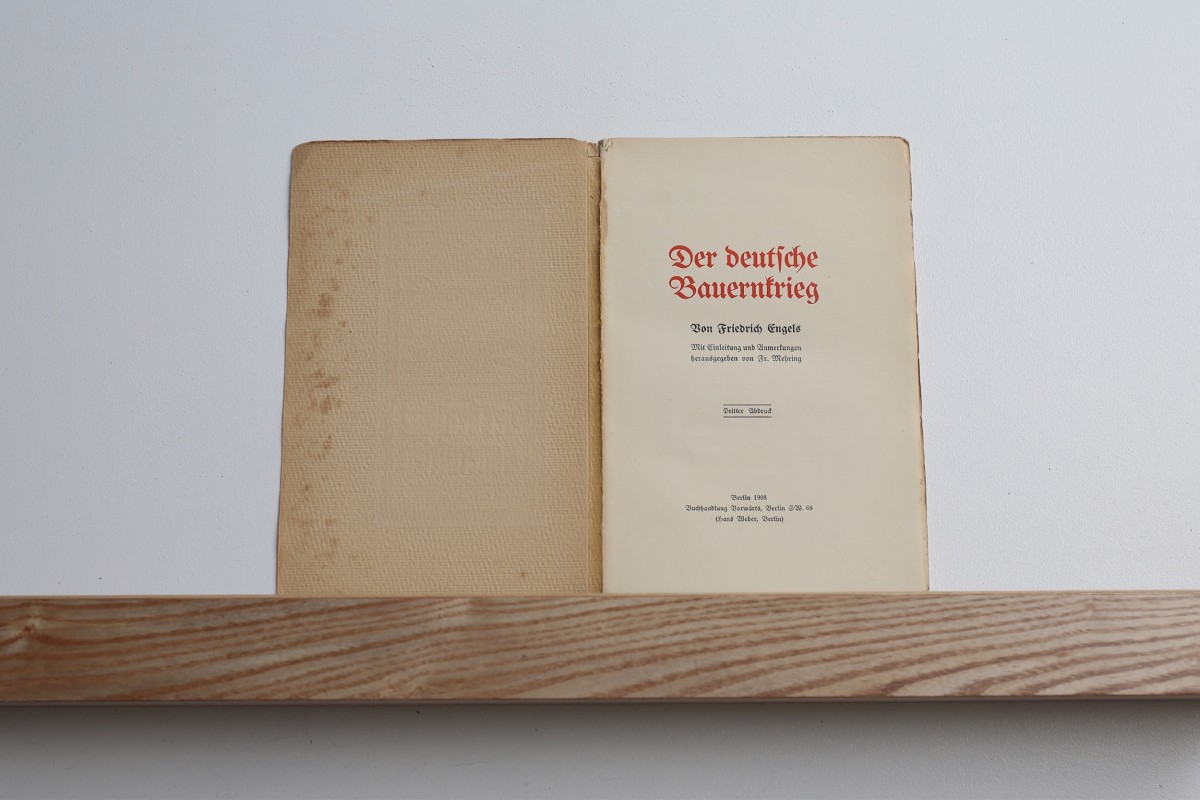 Der deutſche
Bauernkrieg
Von Friedrich Engels
Mit Einleitung und Anmerkungen
herausgegeben von Fr. Mehring
Dritter Abdruck
Berlin 1908
Buchhandlung Vorwärts, Berlin SW. 68
(Hans Weber, Berlin)